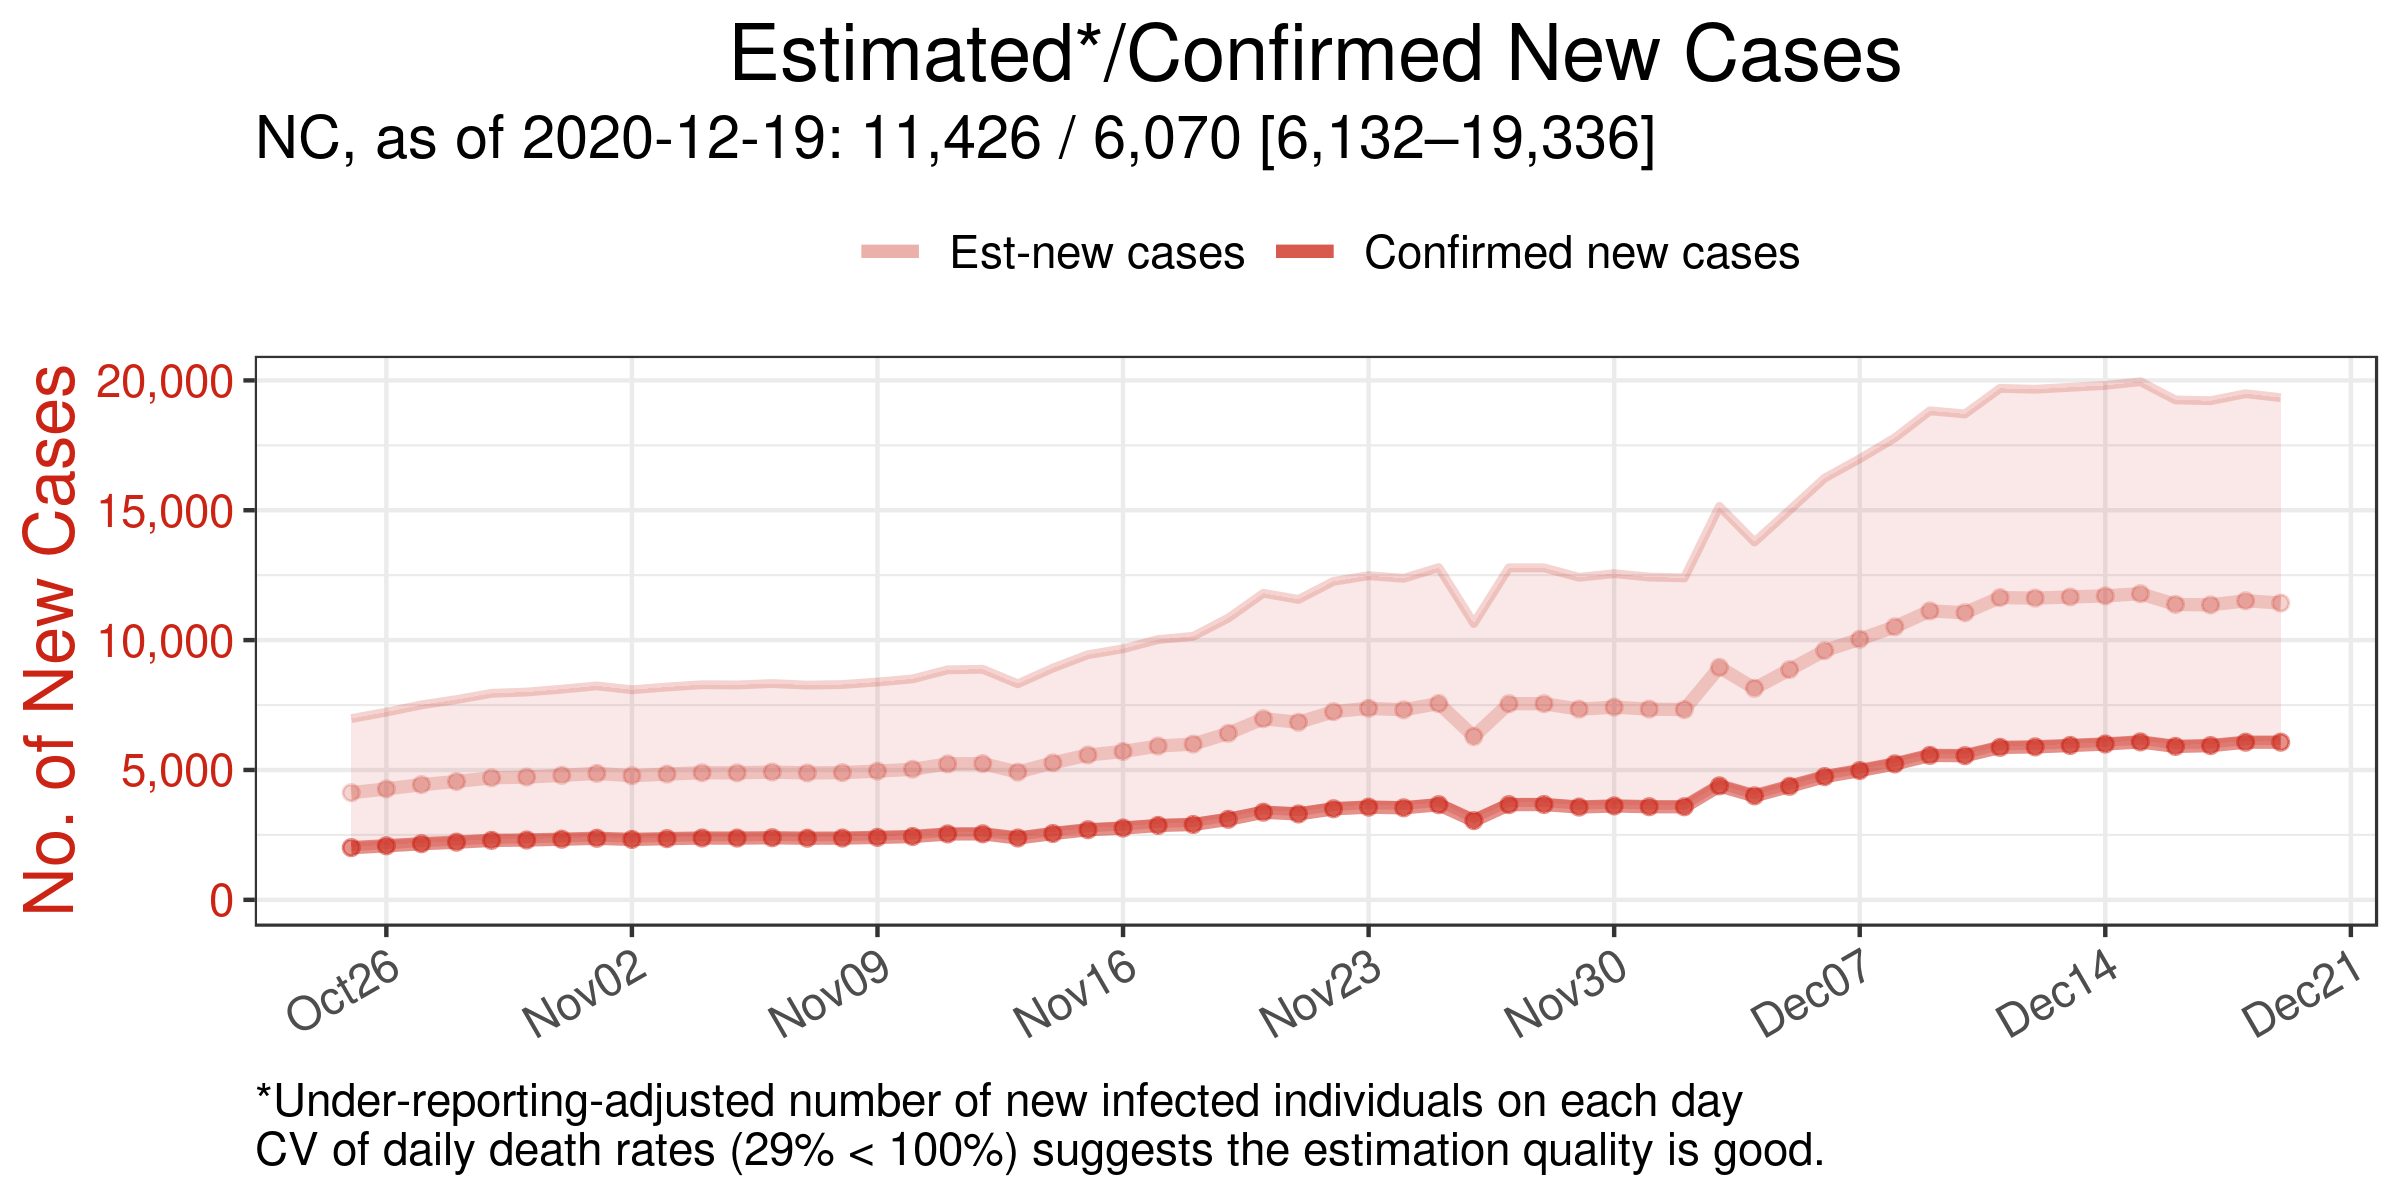 Estimated*/Confirmed New Cases
NC, as of 2020-12-19: 11,426 / 6,070 [6,132–19,336]
Est-new cases
Confirmed new cases
No. of New Cases
20,000
15,000
10,000
5,000
0
Oct26
Nov02
Nov09
Nov16
Nov23
Nov30
Dec07
Dec14
Dec21
*Under-reporting-adjusted number of new infected individuals on each day
CV of daily death rates (29% < 100%) suggests the estimation quality is good.